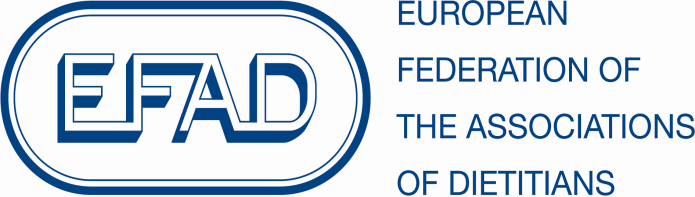 EFAD
EUROPEAN
FEDERATION OF
THE ASSOCIATIONS
OF DIETITIANS